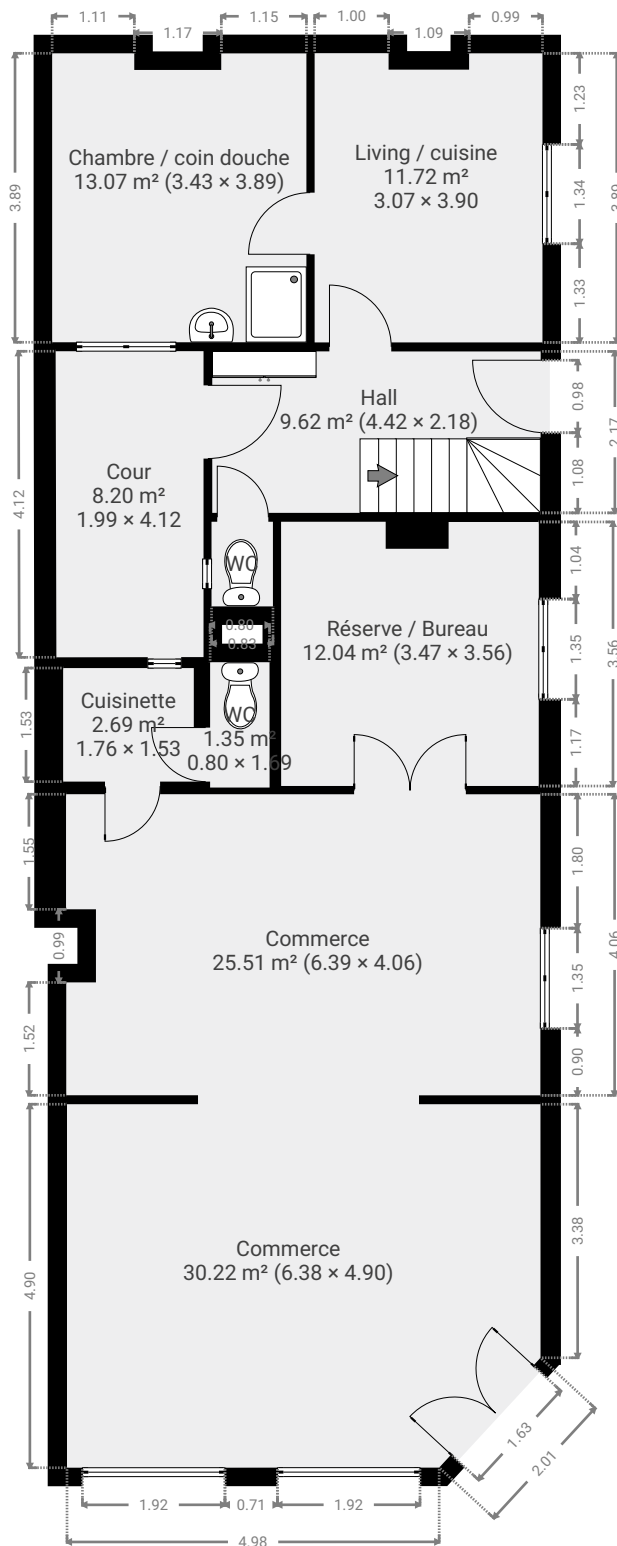 1.11
1.17
1.15
1.00
1.09
0.99
1.23
3.89
3.89
Chambre / coin douche
13.07 m² (3.43 × 3.89)
Living / cuisine
11.72 m²
3.07 × 3.90
1.34
1.33
Hall
9.62 m² (4.42 × 2.18)
0.98
2.17
1.08
4.12
Cour
8.20 m²
1.99 × 4.12
WC
1.04
0.80
0.83
Réserve / Bureau
12.04 m² (3.47 × 3.56)
1.35
3.56
1.17
1.53
Cuisinette
2.69 m²
1.76 × 1.53
WC
1.35 m²
0.80 × 1.69
1.55
1.80
0.99
Commerce
25.51 m² (6.39 × 4.06)
4.06
1.35
1.52
0.90
4.90
Commerce
30.22 m² (6.38 × 4.90)
3.38
1.63
2.01
1.92
0.71
1.92
4.98